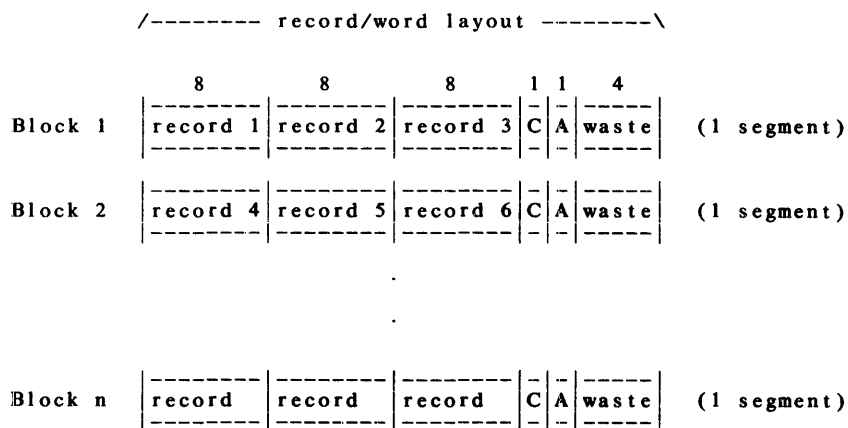 /-------- record/word layout ---------\
8 8 8 1 1 4
Block 1 |record 1|record 2|record 3|C|A|waste| (1 segment)
Block 2 |record 4|record 5|record 6|C|A|waste| (1 segment)
.
.
Block n |record |record |record |C|A|waste| (1 segment)